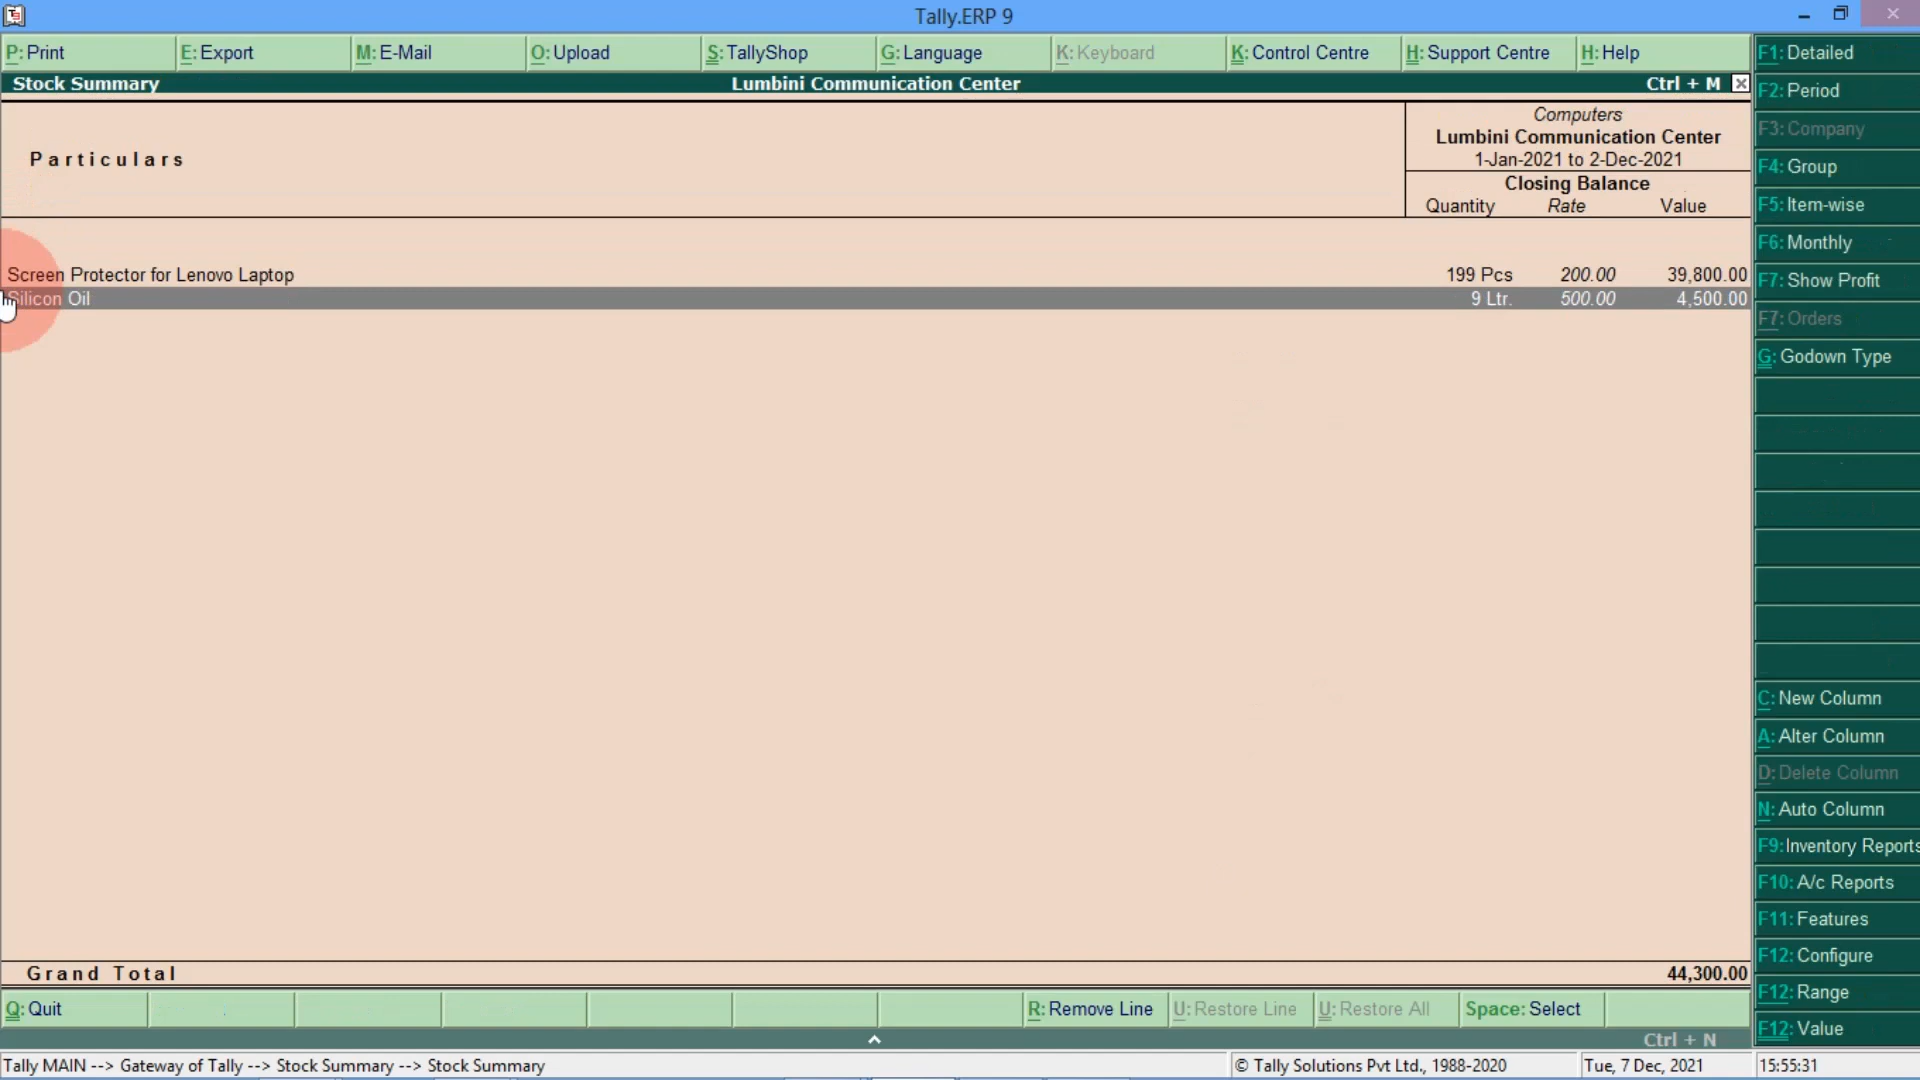 Tally.ERP 9
P: Print E: Export M: E-Mail O: Upload S: TallyShop G: Language K: Keyboard K: Control Centre H: Support Centre H: Help
Stock Summary Lumbini Communication Center Ctrl + M
Particulars
Computers
Lumbini Communication Center
1-Jan-2021 to 2-Dec-2021
Closing Balance
Quantity Rate Value
Screen Protector for Lenovo Laptop 199 Pcs 200.00 39,800.00
Silicon Oil 9 Ltr. 500.00 4,500.00
Grand Total 44,300.00
F1: Detailed
F2: Period
F3: Company
F4: Group
F5: Item-wise
F6: Monthly
F7: Show Profit
F7: Orders
G: Godown Type
C: New Column
A: Alter Column
D: Delete Column
N: Auto Column
F9: Inventory Reports
F10: A/c Reports
F11: Features
F12: Configure
F12: Range
F12: Value
Q: Quit R: Remove Line U: Restore Line U: Restore All Space: Select
Ctrl + N
Tally MAIN --> Gateway of Tally --> Stock Summary --> Stock Summary © Tally Solutions Pvt Ltd., 1988-2020 Tue, 7 Dec, 2021 15:55:31